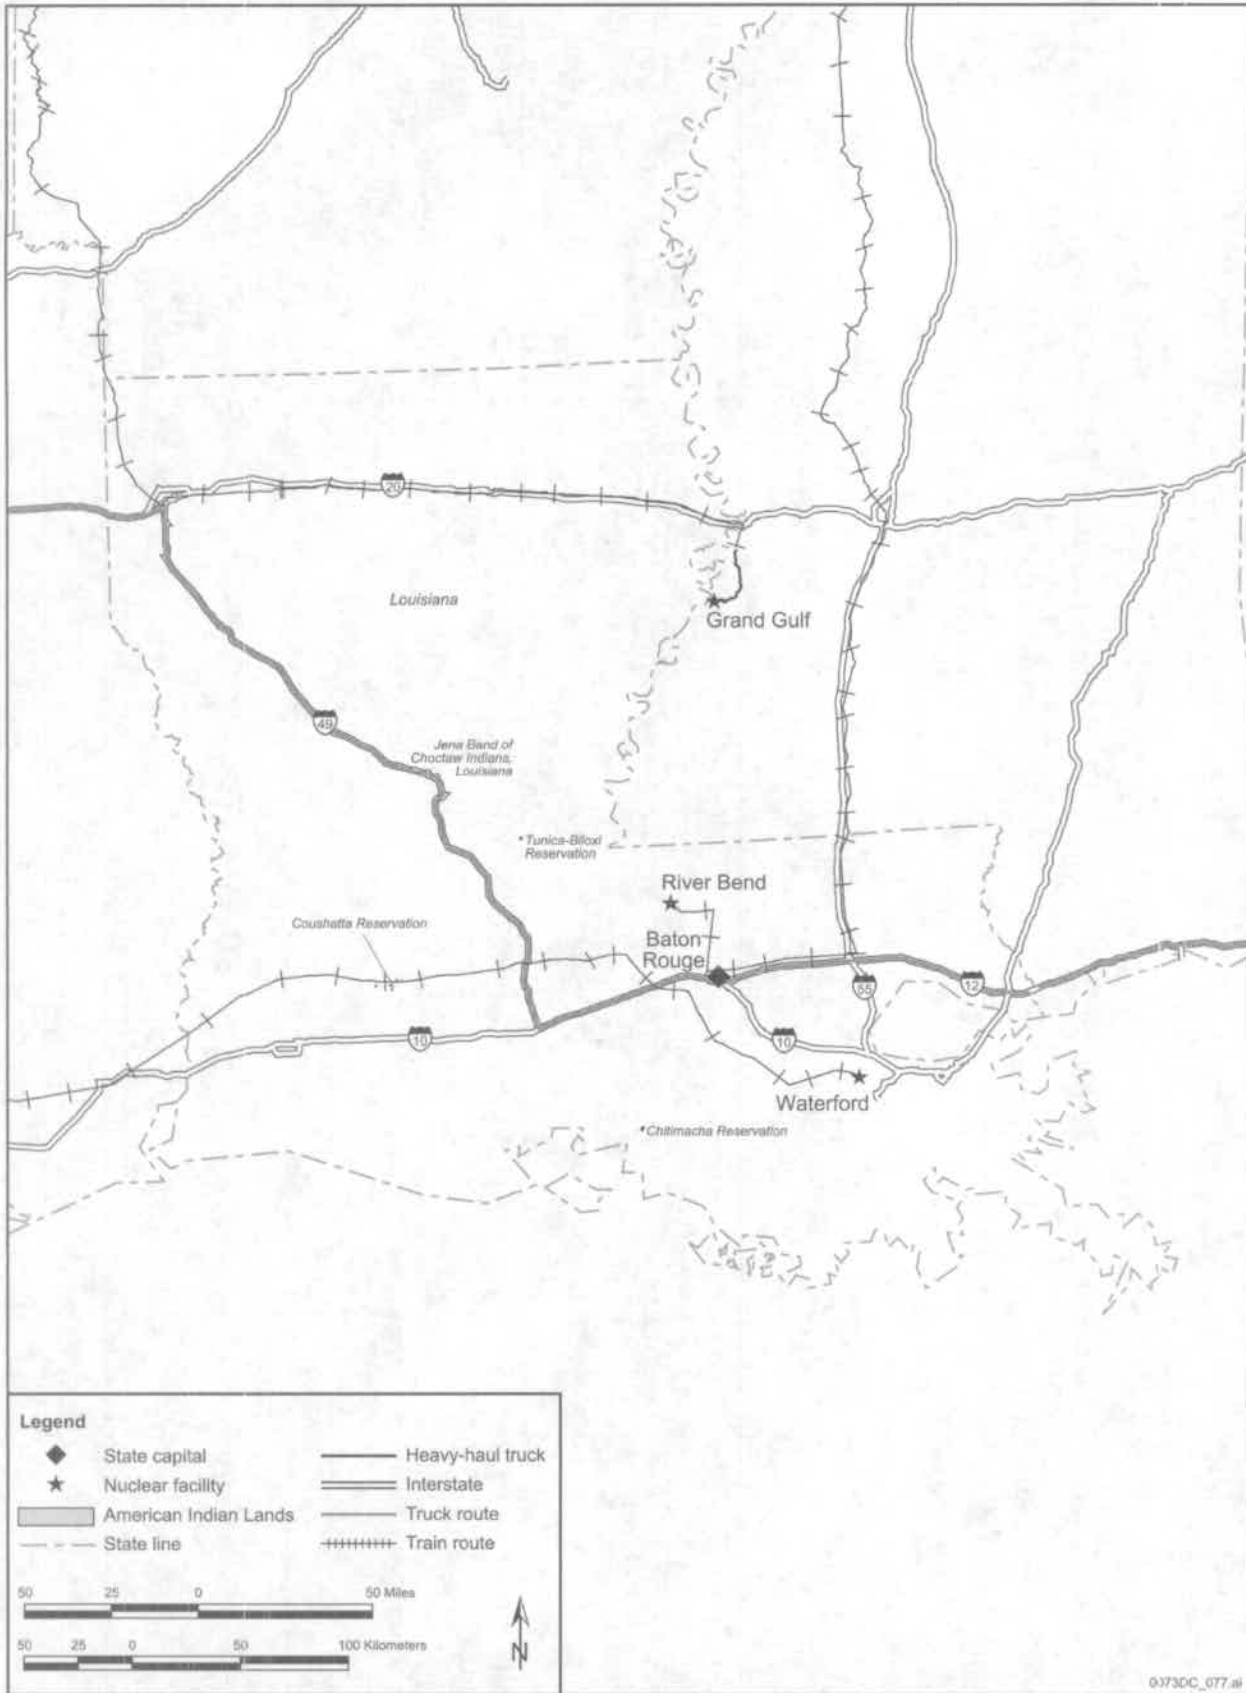 20
Louisiana
Grand Gulf
49
Jena Band of
Choctaw Indians,
Louisiana
Tunica-Biloxi
Reservation
River Bend
Coushatta Reservation
Baton
Rouge
55
12
10
10
Waterford
Chitimacha Reservation
Legend
State capital
Nuclear facility
American Indian Lands
State line
Heavy-haul truck
Interstate
Truck route
Train route
50 25 0 50 Miles
50 25 0 50 100 Kilometers
N
0073DC_077.ai